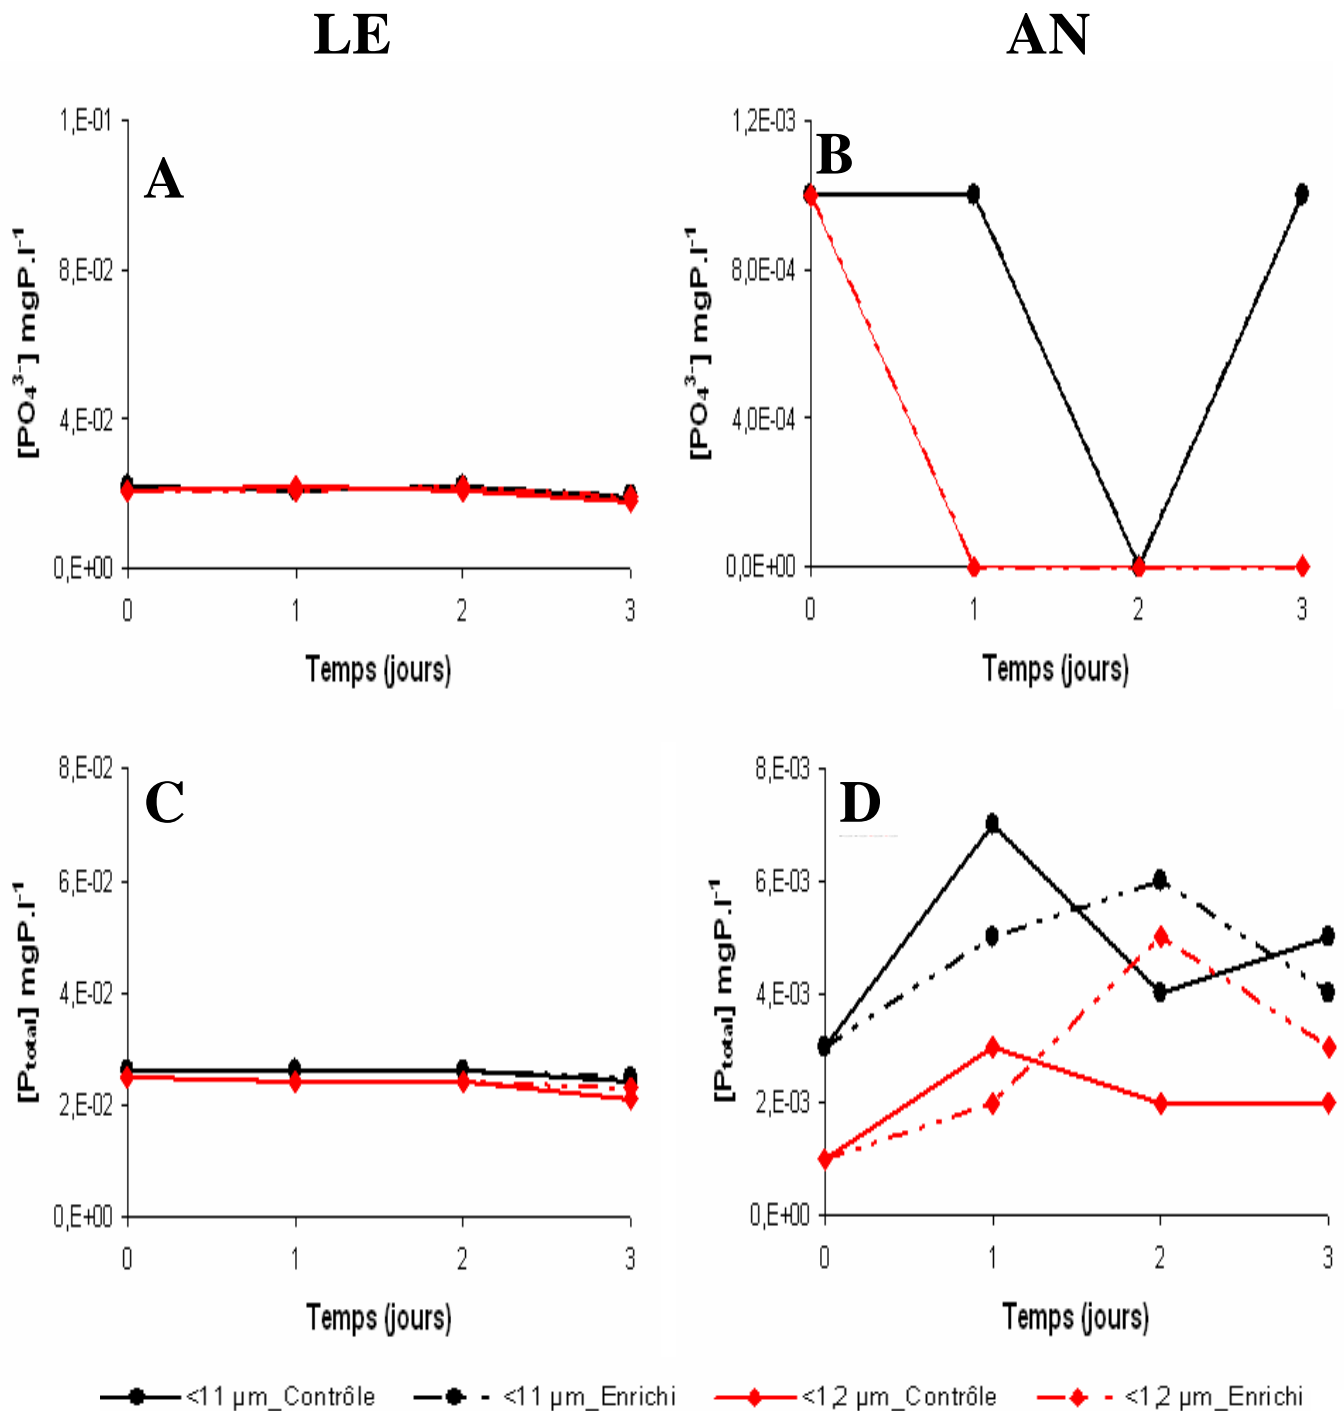 LE
AN
1,E-01
8,E-02
4,E-02
0,E+00
[PO₄³⁻] mgP.l⁻¹
A
0 1 2 3
Temps (jours)
1,2E-03
8,0E-04
4,0E-04
0,0E+00
[PO₄³⁻] mgP.l⁻¹
B
0 1 2 3
Temps (jours)
8,E-02
6,E-02
4,E-02
2,E-02
0,E+00
[Ptotal] mgP.l⁻¹
C
0 1 2 3
Temps (jours)
8,E-03
6,E-03
4,E-03
2,E-03
0,E+00
[Ptotal] mgP.l⁻¹
D
0 1 2 3
Temps (jours)
<11 µm_Contrôle <11 µm_Enrichi <1,2 µm_Contrôle <1,2 µm_Enrichi